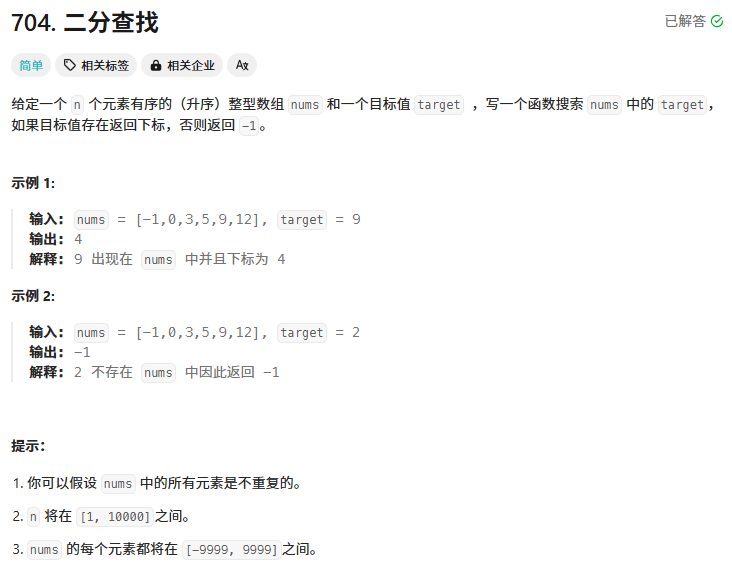 704. 二分查找
已解答
简单 相关标签 相关企业 Aあ
给定一个 n 个元素有序的（升序）整型数组 nums 和一个目标值 target ，写一个函数搜索 nums 中的 target，
如果目标值存在返回下标，否则返回 -1。
示例 1:
输入: nums = [-1,0,3,5,9,12], target = 9
输出: 4
解释: 9 出现在 nums 中并且下标为 4
示例 2:
输入: nums = [-1,0,3,5,9,12], target = 2
输出: -1
解释: 2 不存在 nums 中因此返回 -1
提示：
1. 你可以假设 nums 中的所有元素是不重复的。
2. n 将在 [1, 10000]之间。
3. nums 的每个元素都将在 [-9999, 9999]之间。